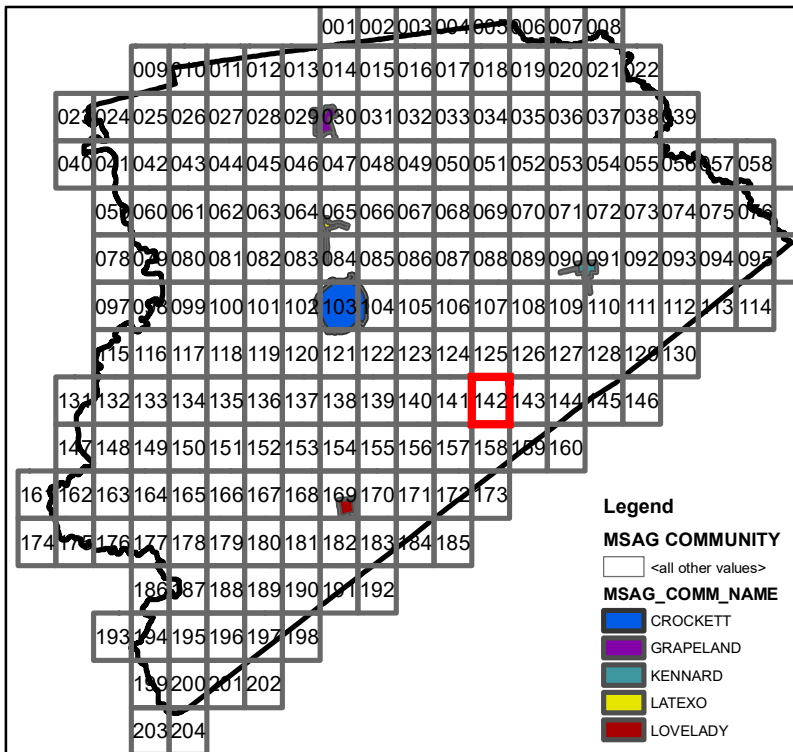 001 002 003 004 005 006 007 008
009 010 011 012 013 014 015 016 017 018 019 020 021 022
023 024 025 026 027 028 029 030 031 032 033 034 035 036 037 038 039
040 041 042 043 044 045 046 047 048 049 050 051 052 053 054 055 056 057 058
059 060 061 062 063 064 065 066 067 068 069 070 071 072 073 074 075 076
078 079 080 081 082 083 084 085 086 087 088 089 090 091 092 093 094 095
097 098 099 100 101 102 103 104 105 106 107 108 109 110 111 112 113 114
115 116 117 118 119 120 121 122 123 124 125 126 127 128 129 130
131 132 133 134 135 136 137 138 139 140 141 142 143 144 145 146
147 148 149 150 151 152 153 154 155 156 157 158 159 160
161 162 163 164 165 166 167 168 169 170 171 172 173
174 175 176 177 178 179 180 181 182 183 184 185
186 187 188 189 190 191 192
193 194 195 196 197 198
199 200 201 202
203 204
Legend
MSAG COMMUNITY
<all other values>
MSAG_COMM_NAME
CROCKETT
GRAPELAND
KENNARD
LATEXO
LOVELADY